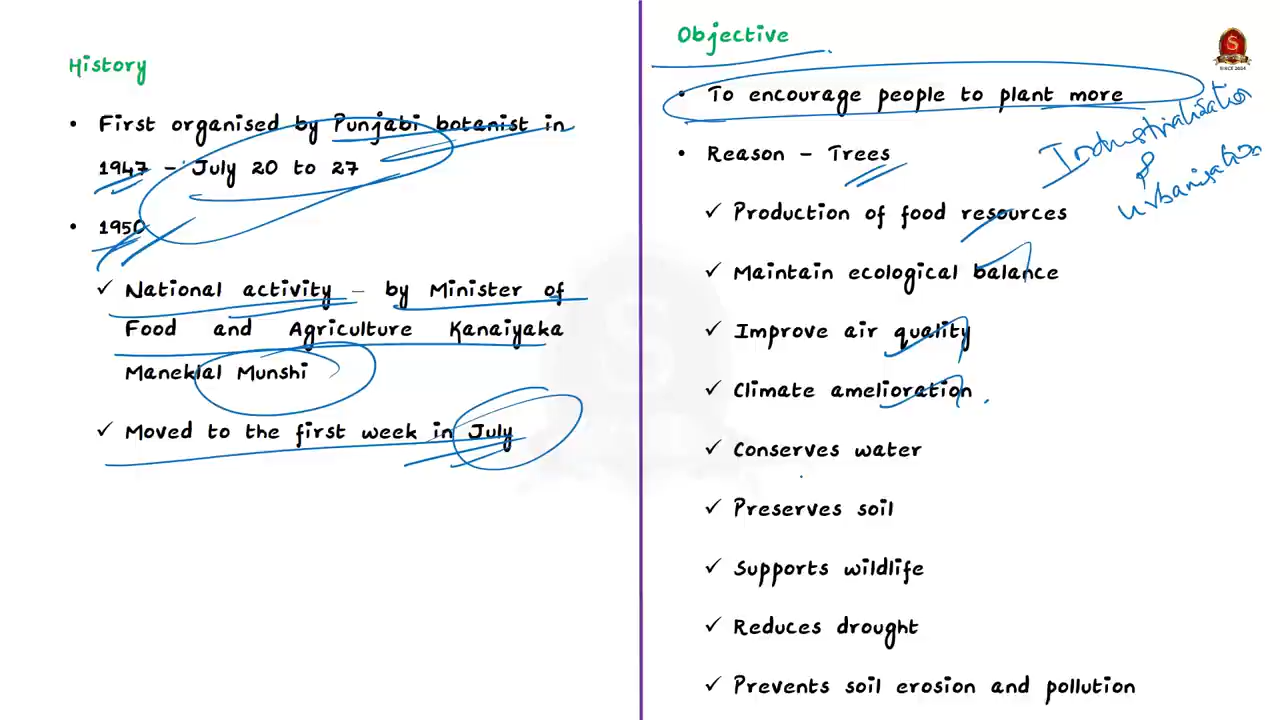 History
• First organised by Punjabi botanist in
1947 – July 20 to 27
• 1950
✓ National activity – by Minister of
Food and Agriculture Kanaiyaka
Maneklal Munshi
✓ Moved to the first week in July
Objective
• To encourage people to plant more
• Reason – Trees
✓ Production of food resources
✓ Maintain ecological balance
✓ Improve air quality
✓ Climate amelioration
✓ Conserves water
✓ Preserves soil
✓ Supports wildlife
✓ Reduces drought
✓ Prevents soil erosion and pollution
Industrialisation
&
urbanisation
S
SINCE 2004